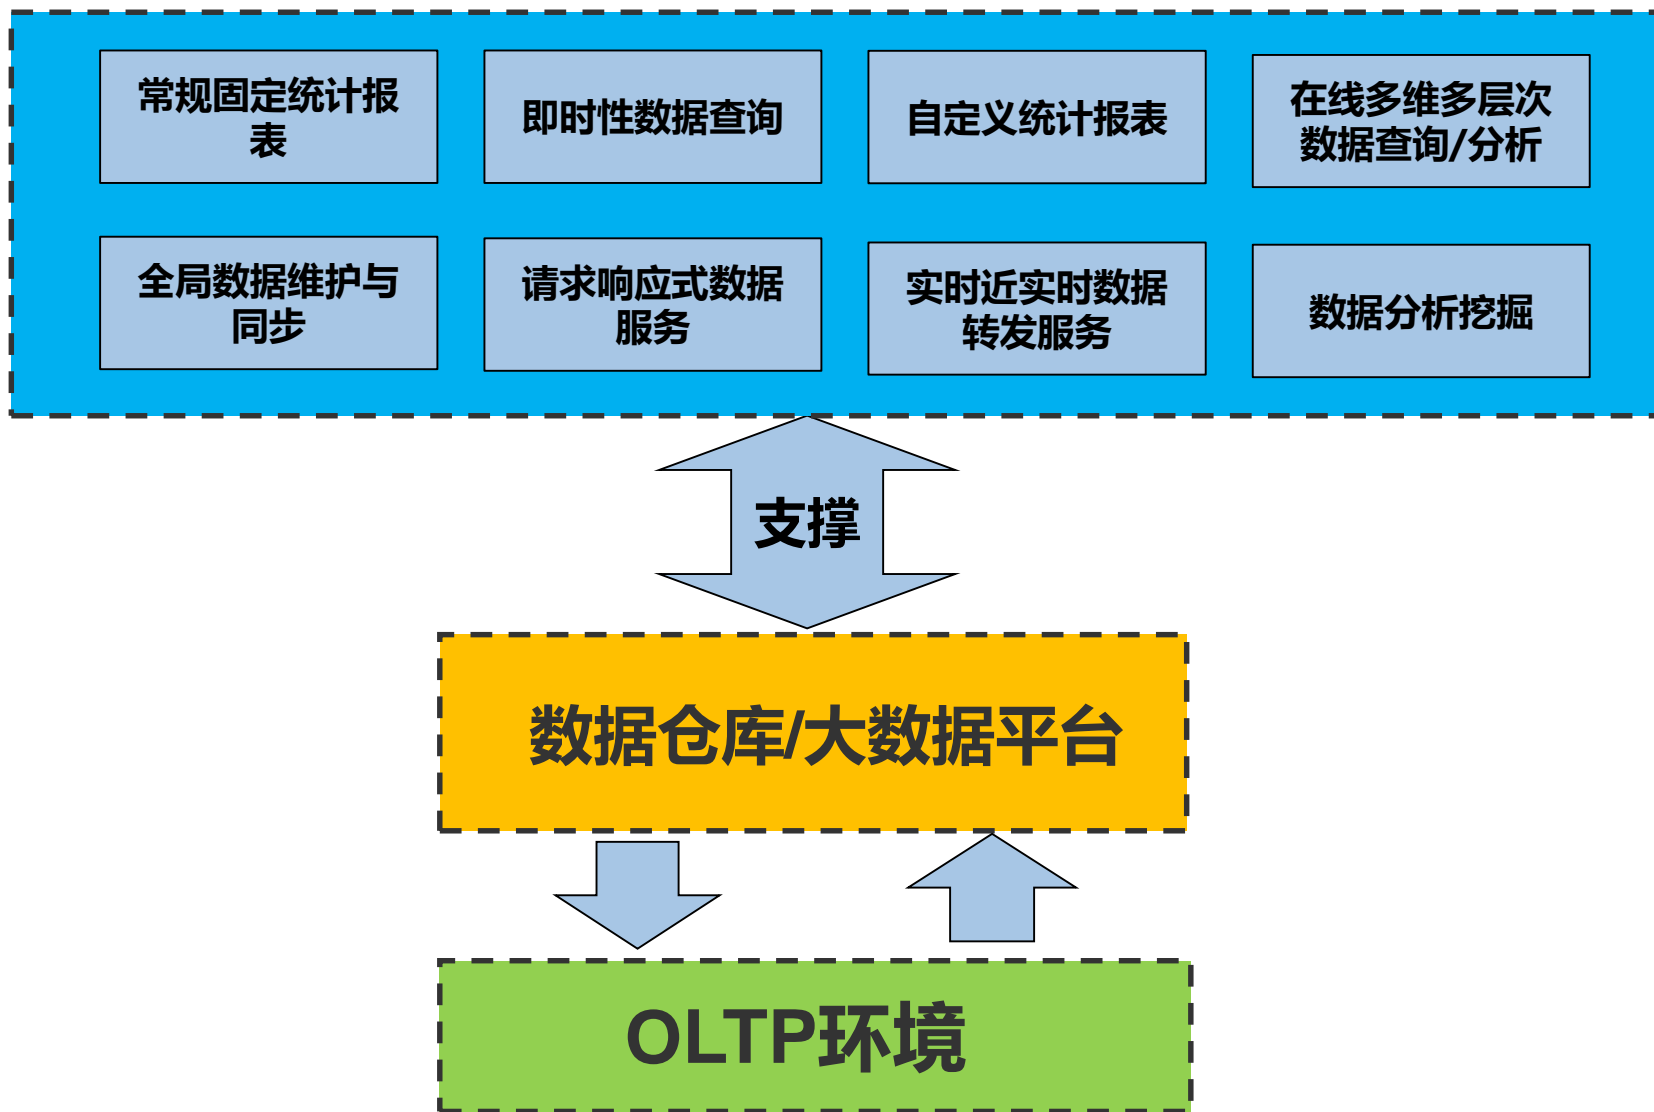 常规固定统计报
表
即时性数据查询
自定义统计报表
在线多维多层次
数据查询/分析
全局数据维护与
同步
请求响应式数据
服务
实时近实时数据
转发服务
数据分析挖掘
支撑
数据仓库/大数据平台
OLTP环境